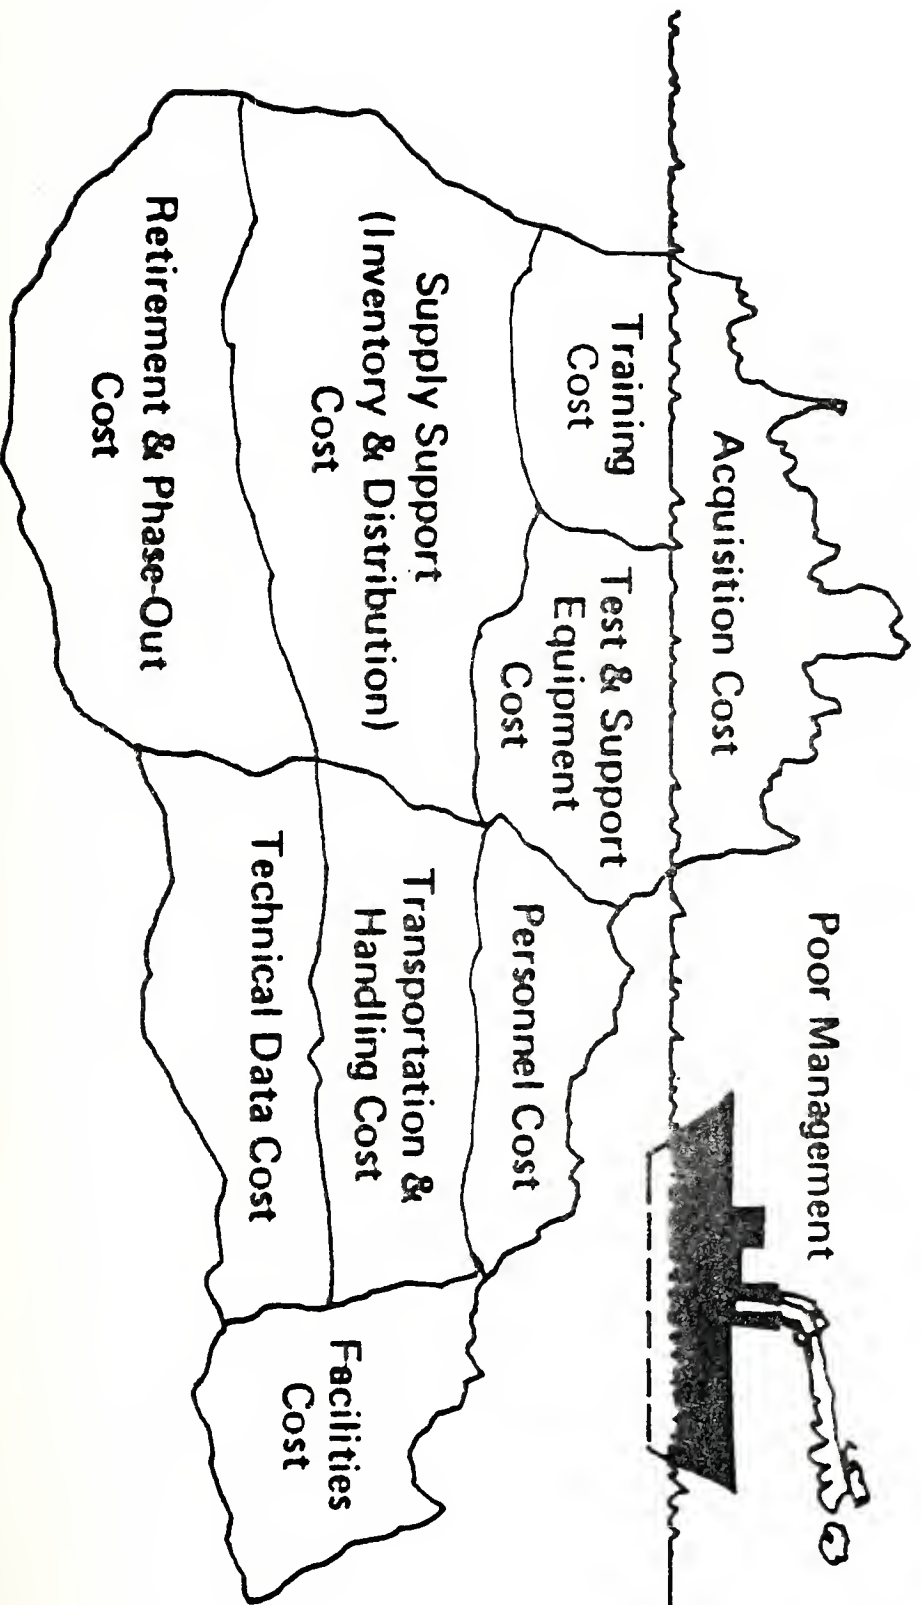 Poor Management
Acquisition Cost
Training
Cost
Test & Support
Equipment
Cost
Personnel Cost
Supply Support
(Inventory & Distribution)
Cost
Transportation &
Handling Cost
Facilities
Cost
Retirement & Phase-Out
Cost
Technical Data Cost